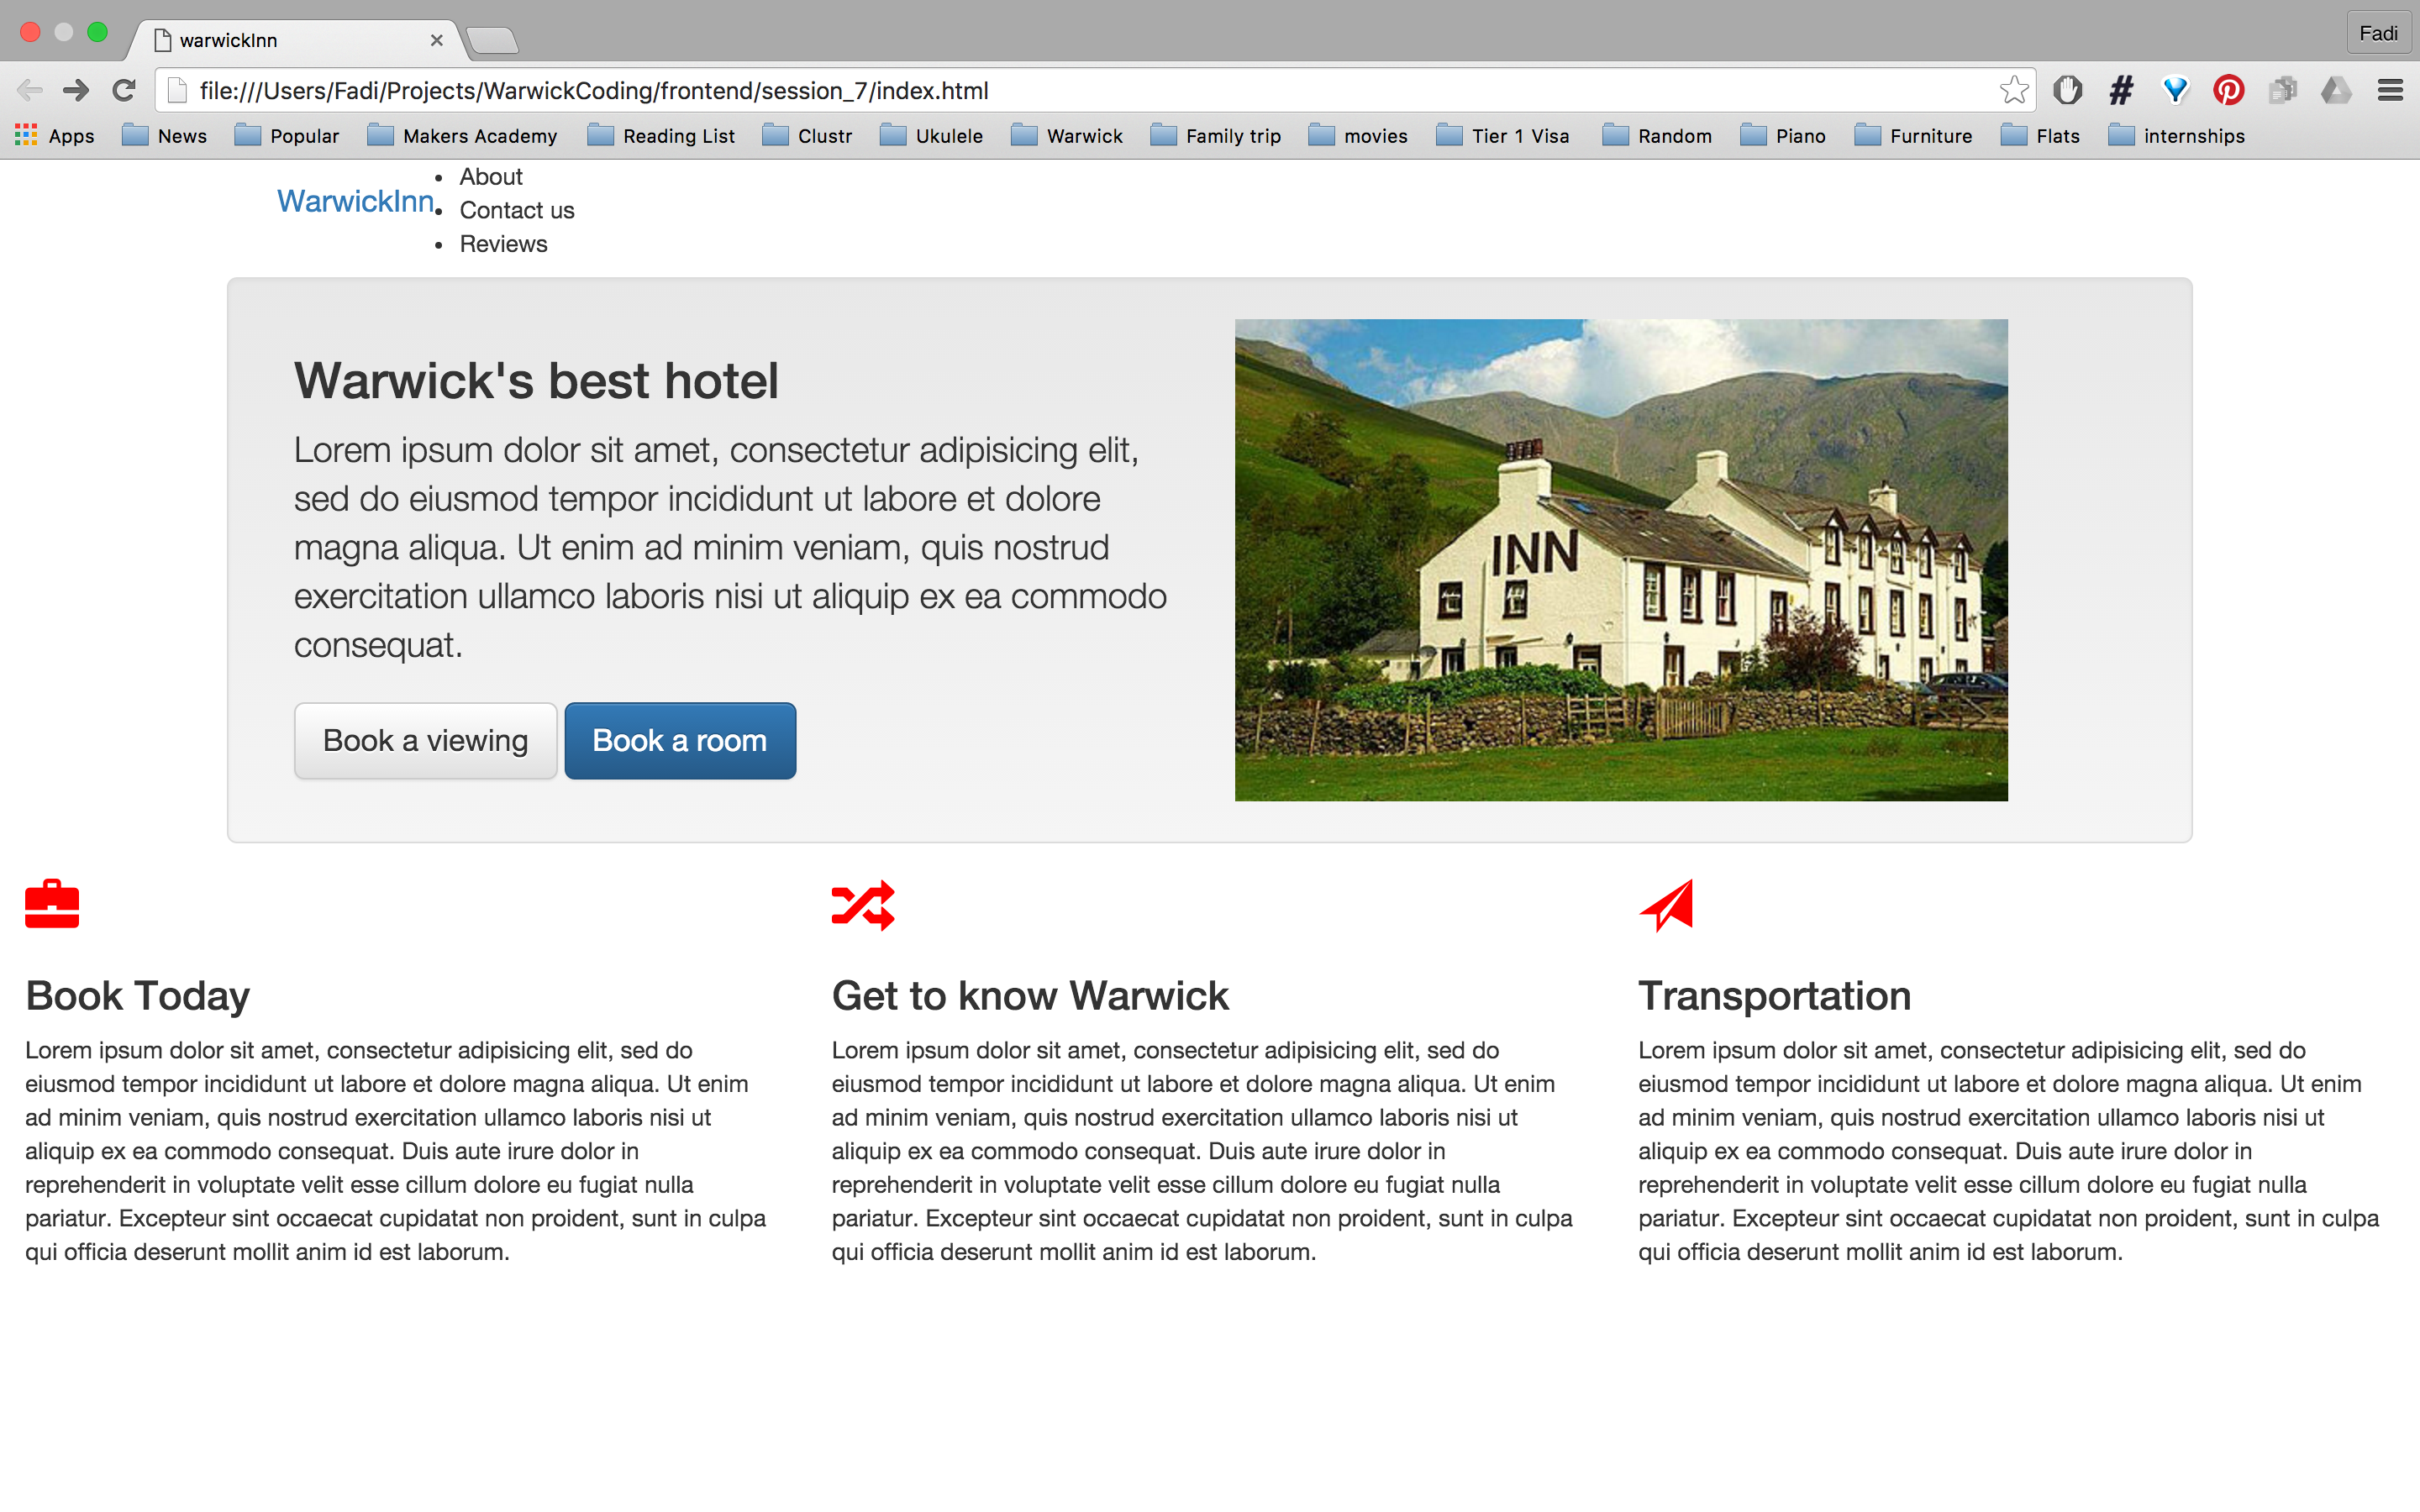 warwickInn
Fadi
file:///Users/Fadi/Projects/WarwickCoding/frontend/session_7/index.html
Apps News Popular Makers Academy Reading List Clustr Ukulele Warwick Family trip movies Tier 1 Visa Random Piano Furniture Flats internships
WarwickInn
About
Contact us
Reviews
Warwick's best hotel
Lorem ipsum dolor sit amet, consectetur adipisicing elit,
sed do eiusmod tempor incididunt ut labore et dolore
magna aliqua. Ut enim ad minim veniam, quis nostrud
exercitation ullamco laboris nisi ut aliquip ex ea commodo
consequat.
Book a viewing Book a room
INN
Book Today
Lorem ipsum dolor sit amet, consectetur adipisicing elit, sed do
eiusmod tempor incididunt ut labore et dolore magna aliqua. Ut enim
ad minim veniam, quis nostrud exercitation ullamco laboris nisi ut
aliquip ex ea commodo consequat. Duis aute irure dolor in
reprehenderit in voluptate velit esse cillum dolore eu fugiat nulla
pariatur. Excepteur sint occaecat cupidatat non proident, sunt in culpa
qui officia deserunt mollit anim id est laborum.
Get to know Warwick
Lorem ipsum dolor sit amet, consectetur adipisicing elit, sed do
eiusmod tempor incididunt ut labore et dolore magna aliqua. Ut enim
ad minim veniam, quis nostrud exercitation ullamco laboris nisi ut
aliquip ex ea commodo consequat. Duis aute irure dolor in
reprehenderit in voluptate velit esse cillum dolore eu fugiat nulla
pariatur. Excepteur sint occaecat cupidatat non proident, sunt in culpa
qui officia deserunt mollit anim id est laborum.
Transportation
Lorem ipsum dolor sit amet, consectetur adipisicing elit, sed do
eiusmod tempor incididunt ut labore et dolore magna aliqua. Ut enim
ad minim veniam, quis nostrud exercitation ullamco laboris nisi ut
aliquip ex ea commodo consequat. Duis aute irure dolor in
reprehenderit in voluptate velit esse cillum dolore eu fugiat nulla
pariatur. Excepteur sint occaecat cupidatat non proident, sunt in culpa
qui officia deserunt mollit anim id est laborum.